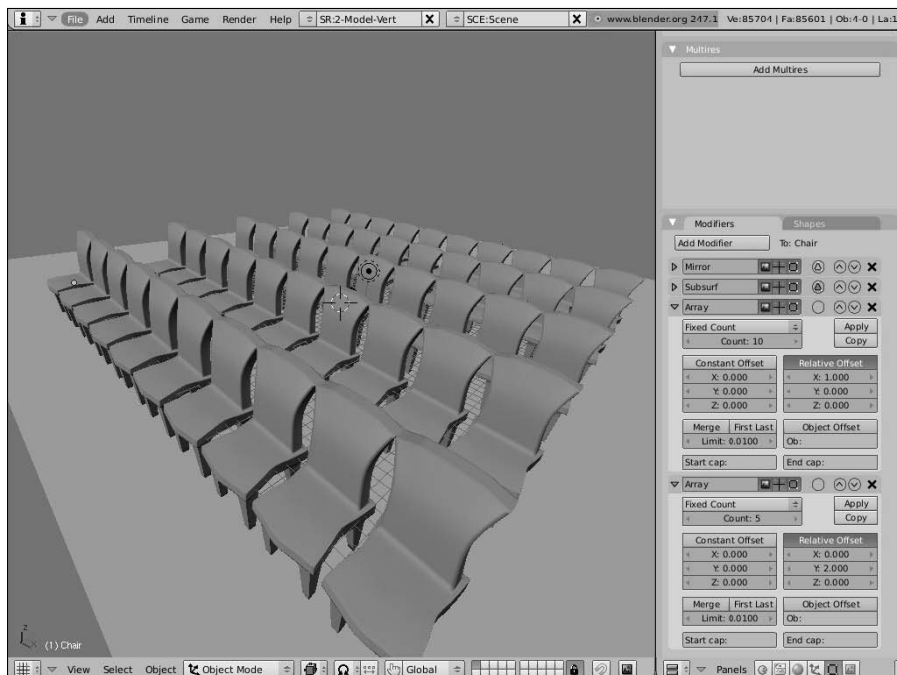 File Add Timeline Game Render Help SR:2-Model-Vert X SCE:Scene X www.blender.org 247.1 Ve:85704 | Fa:85601 | Ob:4-0 | La:1
Multires
Add Multires
Modifiers Shapes
Add Modifier To: Chair
Mirror
Subsurf
Array
Fixed Count Apply
Count: 10 Copy
Constant Offset Relative Offset
X: 0.000 X: 1.000
Y: 0.000 Y: 0.000
Z: 0.000 Z: 0.000
Merge First Last Object Offset
Limit: 0.0100 Ob:
Start cap: End cap:
Array
Fixed Count Apply
Count: 5 Copy
Constant Offset Relative Offset
X: 0.000 X: 0.000
Y: 0.000 Y: 2.000
Z: 0.000 Z: 0.000
Merge First Last Object Offset
Limit: 0.0100 Ob:
Start cap: End cap:
Z
X
(1) Chair
View Select Object Object Mode Global Panels